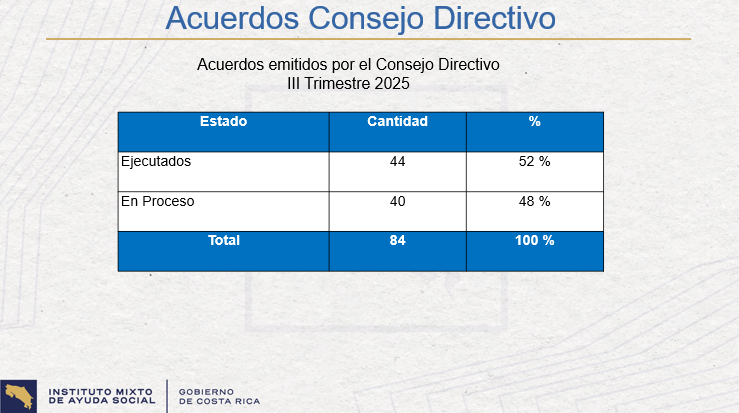 Acuerdos Consejo Directivo
Acuerdos emitidos por el Consejo Directivo
III Trimestre 2025
Estado Cantidad %
Ejecutados 44 52 %
En Proceso 40 48 %
Total 84 100 %
INSTITUTO MIXTO
DE AYUDA SOCIAL
GOBIERNO
DE COSTA RICA